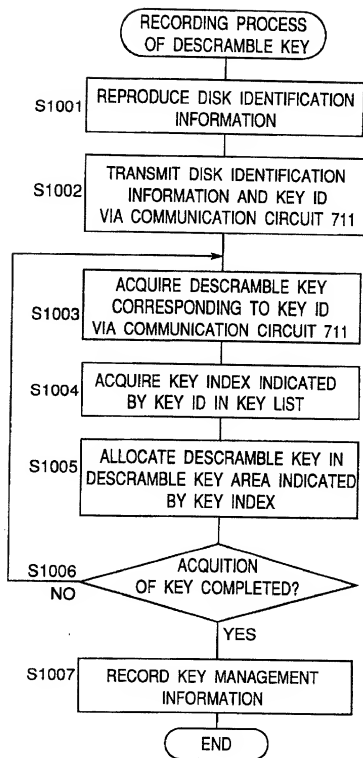 RECORDING PROCESS
OF DESCRAMBLE KEY
S1001
REPRODUCE DISK IDENTIFICATION
INFORMATION
S1002
TRANSMIT DISK IDENTIFICATION
INFORMATION AND KEY ID
VIA COMMUNICATION CIRCUIT 711
S1003
ACQUIRE DESCRAMBLE KEY
CORRESPONDING TO KEY ID
VIA COMMUNICATION CIRCUIT 711
S1004
ACQUIRE KEY INDEX INDICATED
BY KEY ID IN KEY LIST
S1005
ALLOCATE DESCRAMBLE KEY IN
DESCRAMBLE KEY AREA INDICATED
BY KEY INDEX
S1006
ACQUITION
OF KEY COMPLETED?
NO
YES
S1007
RECORD KEY MANAGEMENT
INFORMATION
END